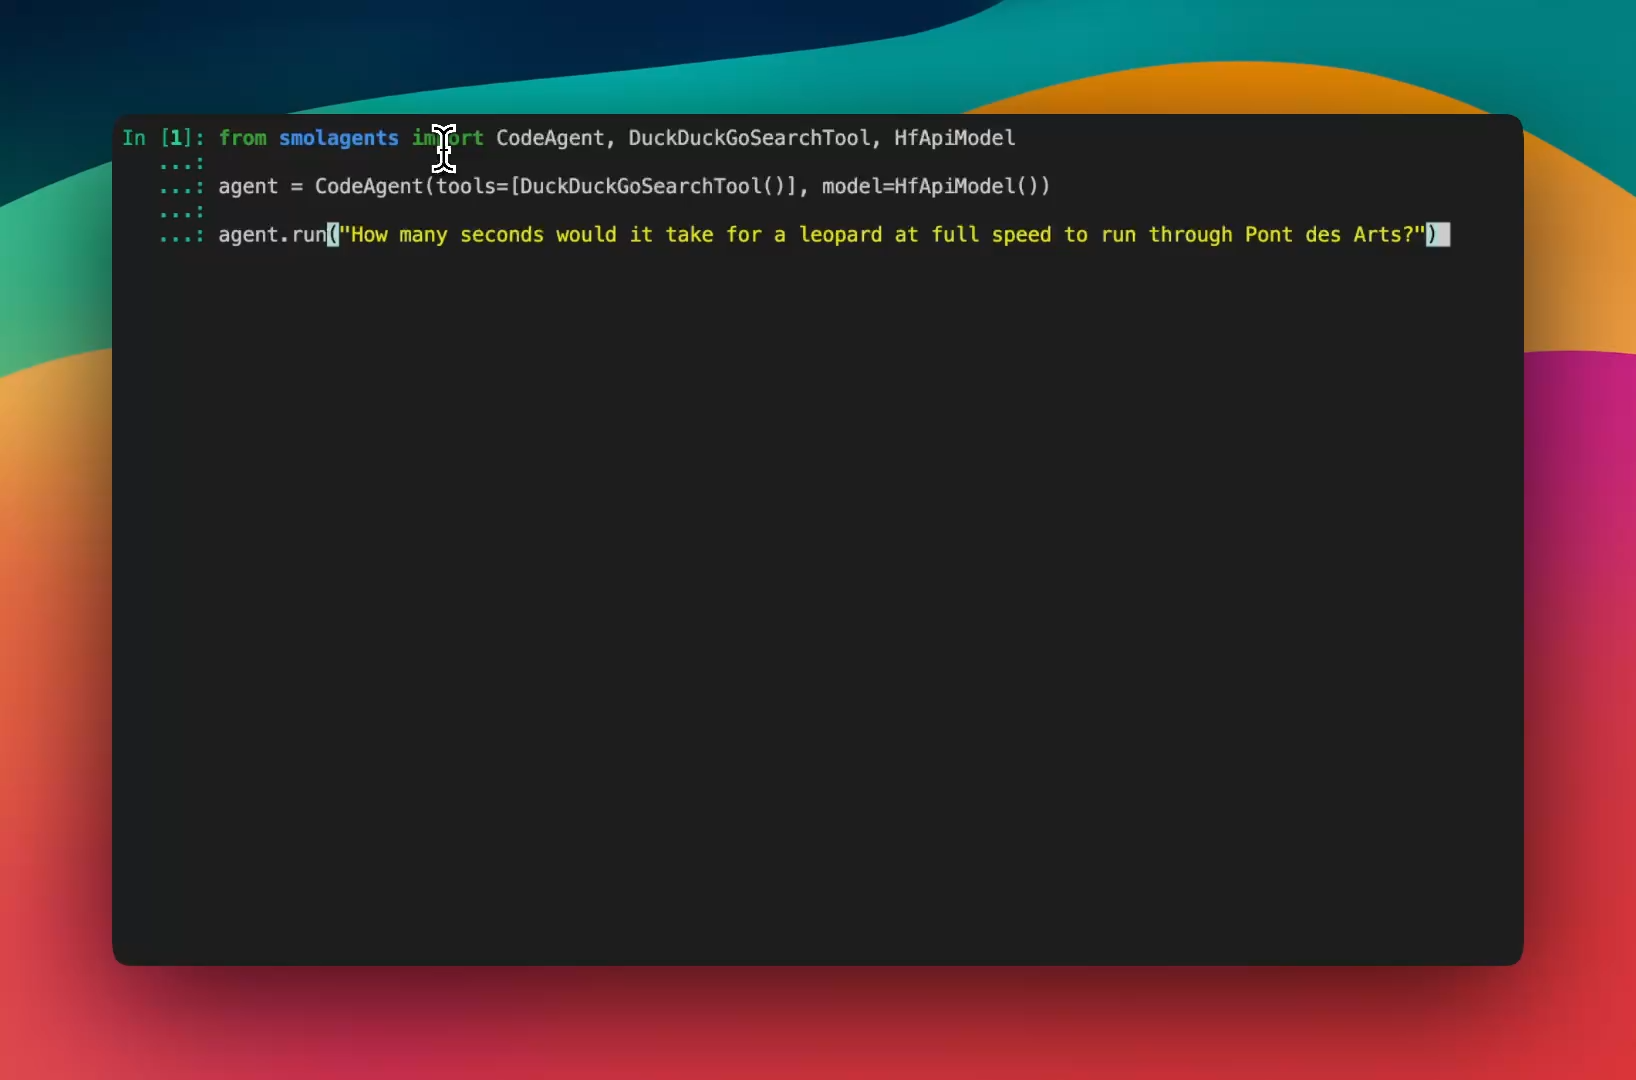 In [1]: from smolagents import CodeAgent, DuckDuckGoSearchTool, HfApiModel
...:
...: agent = CodeAgent(tools=[DuckDuckGoSearchTool()], model=HfApiModel())
...:
...: agent.run("How many seconds would it take for a leopard at full speed to run through Pont des Arts?")